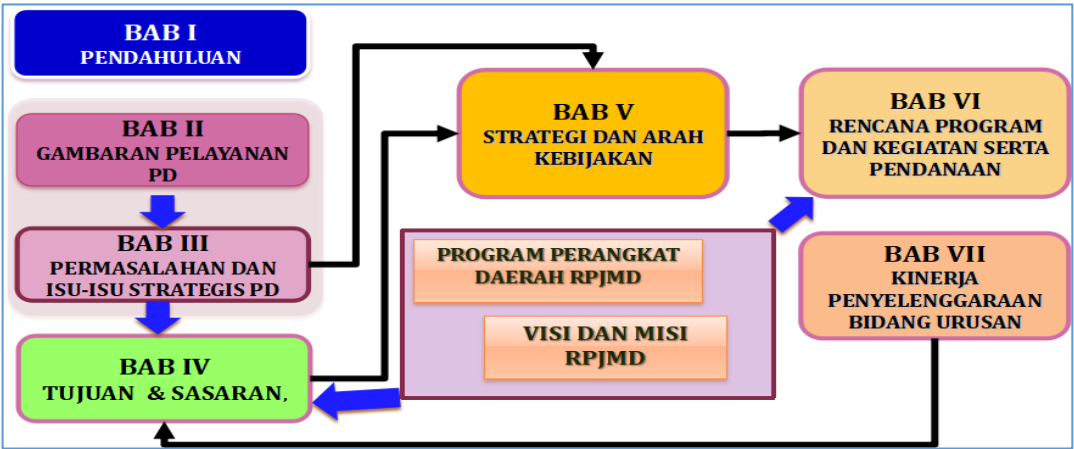 BAB I
PENDAHULUAN
BAB II
GAMBARAN PELAYANAN
PD
BAB III
PERMASALAHAN DAN
ISU-ISU STRATEGIS PD
BAB IV
TUJUAN & SASARAN,
BAB V
STRATEGI DAN ARAH
KEBIJAKAN
PROGRAM PERANGKAT
DAERAH RPJMD
VISI DAN MISI
RPJMD
BAB VI
RENCANA PROGRAM
DAN KEGIATAN SERTA
PENDANAAN
BAB VII
KINERJA
PENYELENGGARAAN
BIDANG URUSAN